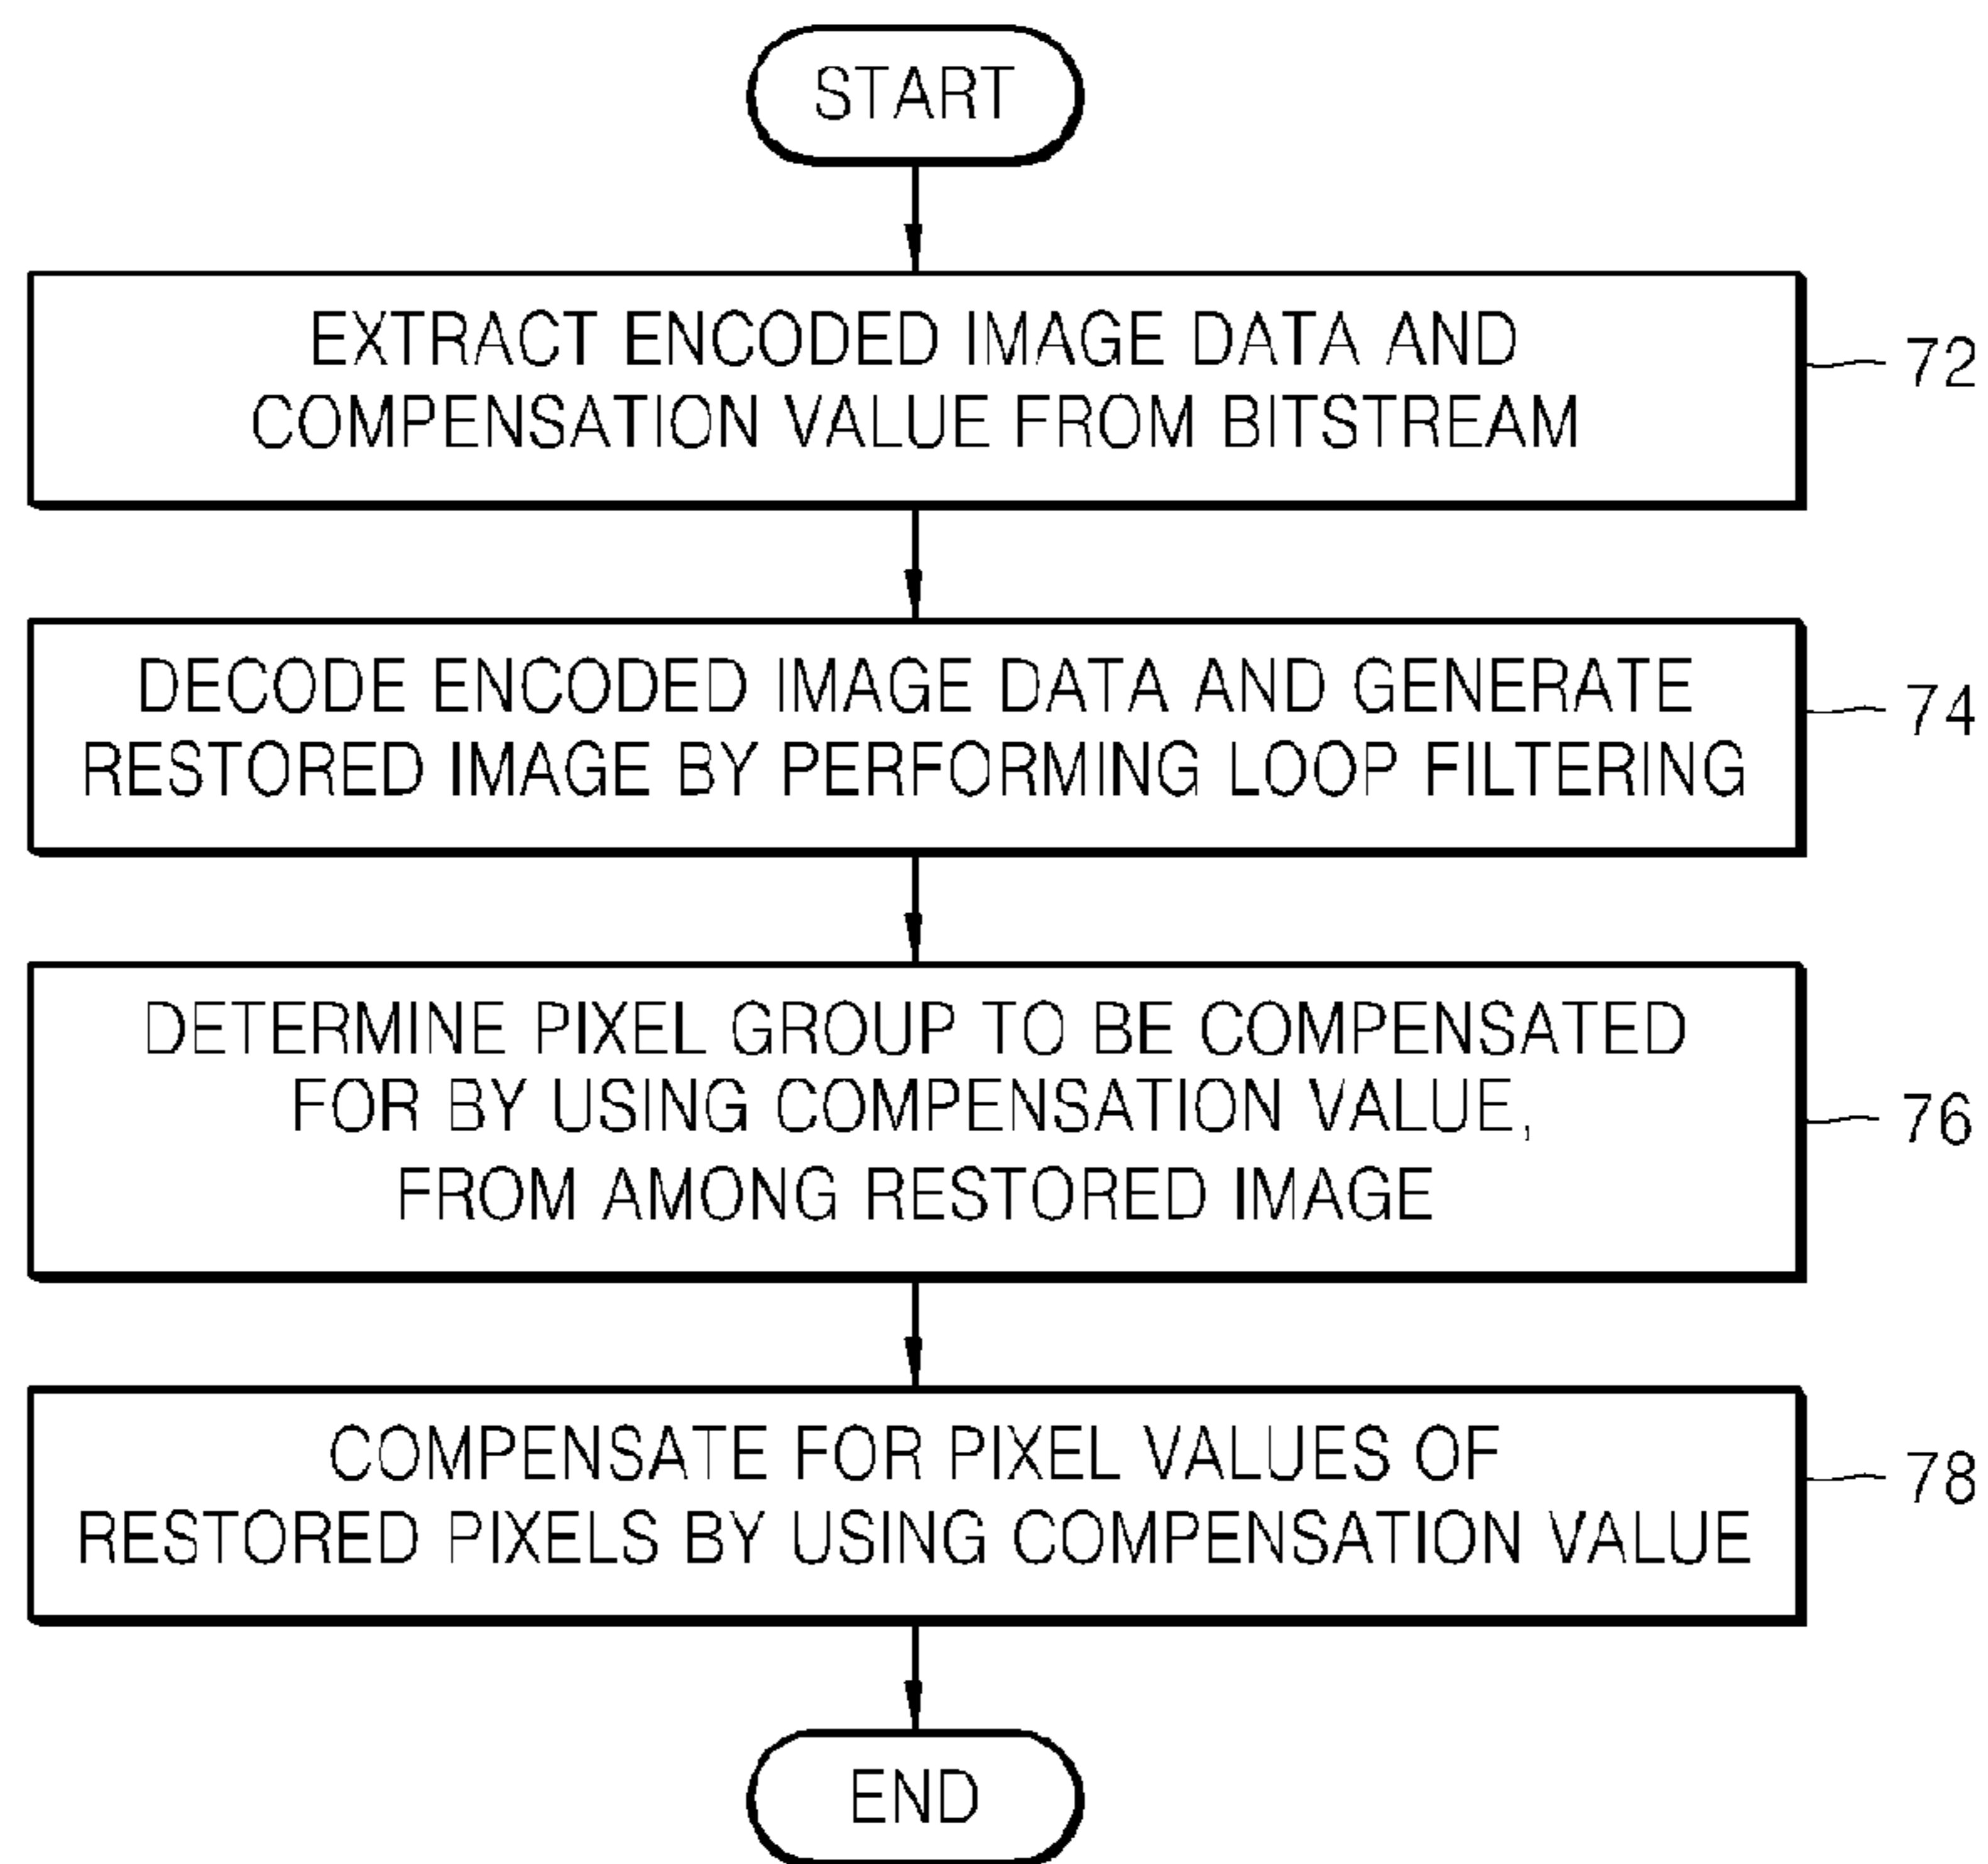 START
EXTRACT ENCODED IMAGE DATA AND
COMPENSATION VALUE FROM BITSTREAM
72
DECODE ENCODED IMAGE DATA AND GENERATE
RESTORED IMAGE BY PERFORMING LOOP FILTERING
74
DETERMINE PIXEL GROUP TO BE COMPENSATED
FOR BY USING COMPENSATION VALUE,
FROM AMONG RESTORED IMAGE
76
COMPENSATE FOR PIXEL VALUES OF
RESTORED PIXELS BY USING COMPENSATION VALUE
78
END